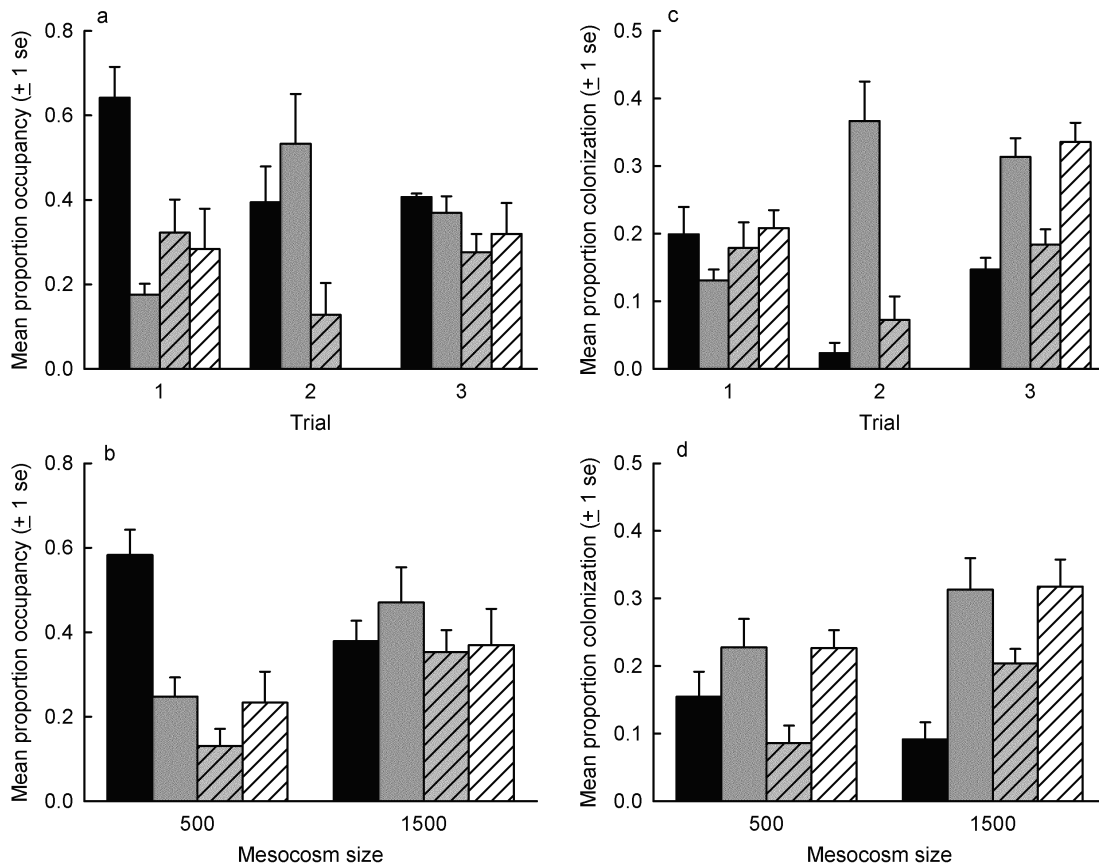 a
Mean proportion occupancy (± 1 se)
0.8
0.6
0.4
0.2
0.0
1 2 3
Trial
c
Mean proportion colonization (± 1 se)
0.5
0.4
0.3
0.2
0.1
0.0
1 2 3
Trial
b
Mean proportion occupancy (± 1 se)
0.8
0.6
0.4
0.2
0.0
500 1500
Mesocosm size
d
Mean proportion colonization (± 1 se)
0.5
0.4
0.3
0.2
0.1
0.0
500 1500
Mesocosm size